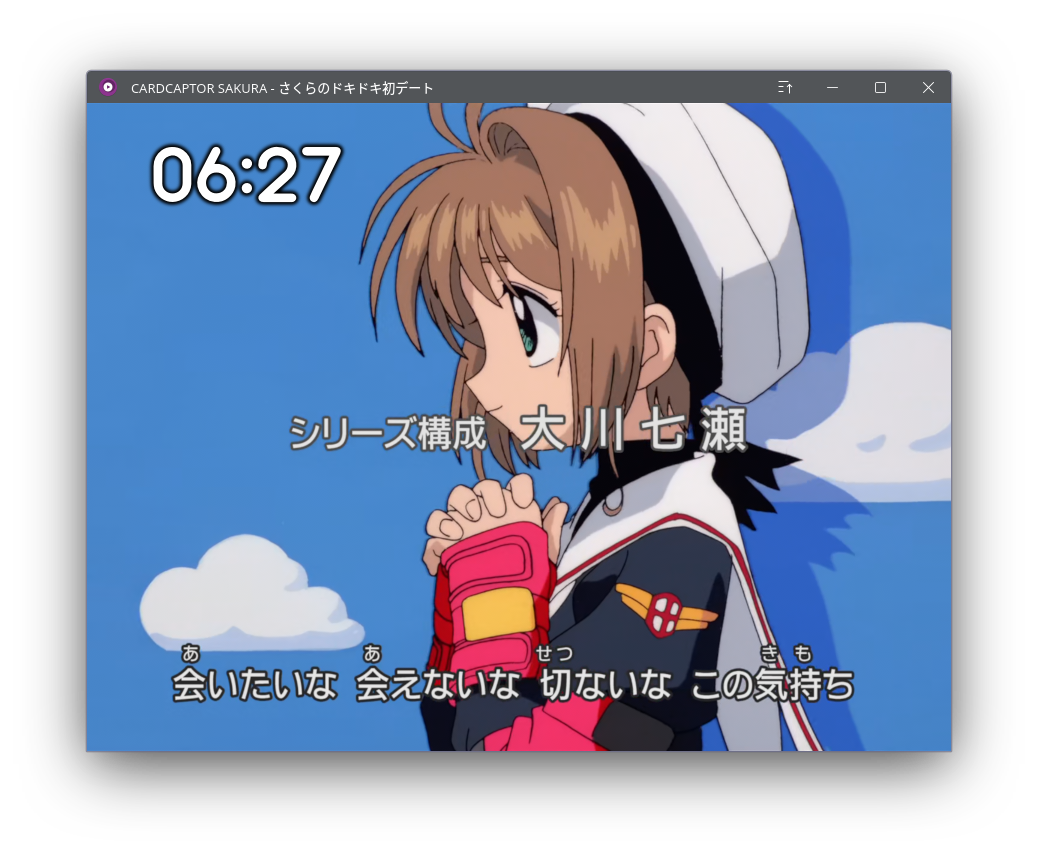 CARDCAPTOR SAKURA - さくらのドキドキ初デート
06:27
シリーズ構成 大川七瀬
あ あ せつ き も
会いたいな 会えないな 切ないな この気持ち